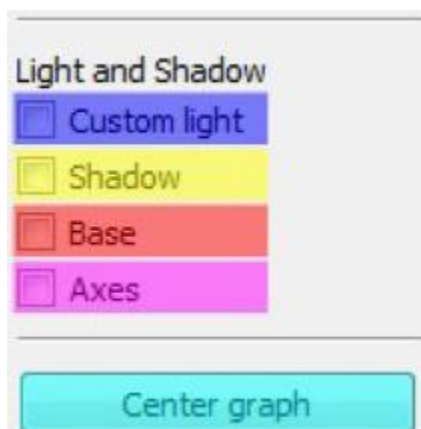 Light and Shadow
Custom light
Shadow
Base
Axes
Center graph